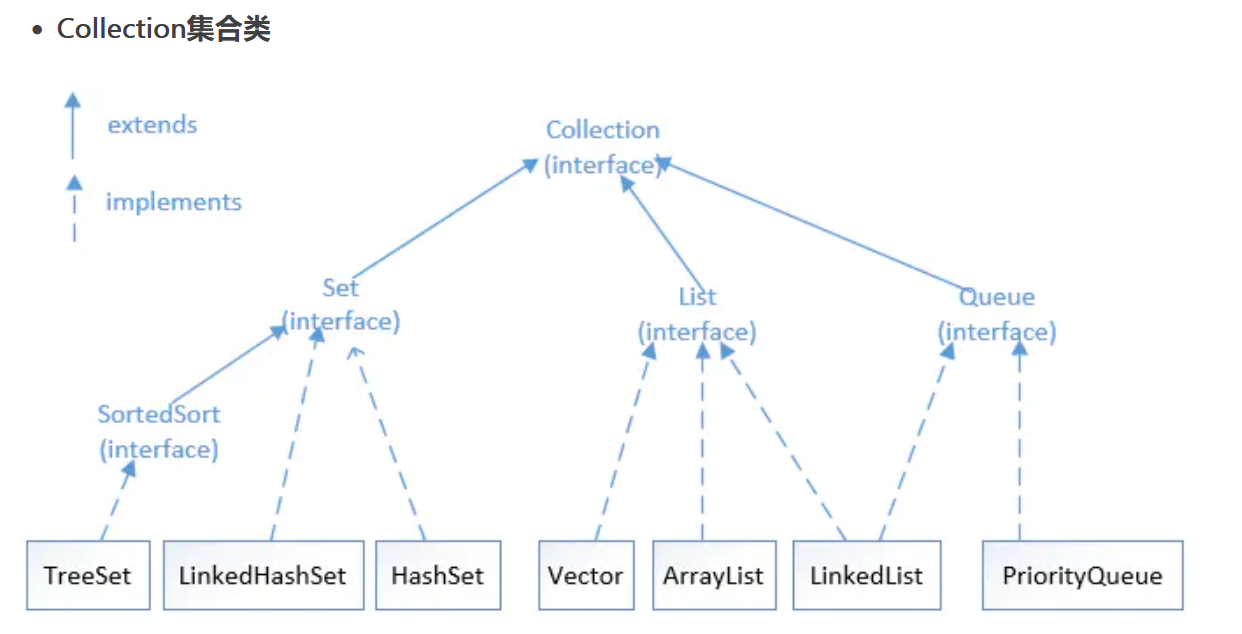 Collection集合类
extends
implements
Collection
(interface)
Set
(interface)
List
(interface)
Queue
(interface)
SortedSort
(interface)
TreeSet
LinkedHashSet
HashSet
Vector
ArrayList
LinkedList
PriorityQueue